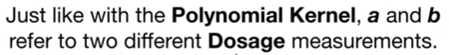 Just like with the Polynomial Kernel, a and b
refer to two different Dosage measurements.